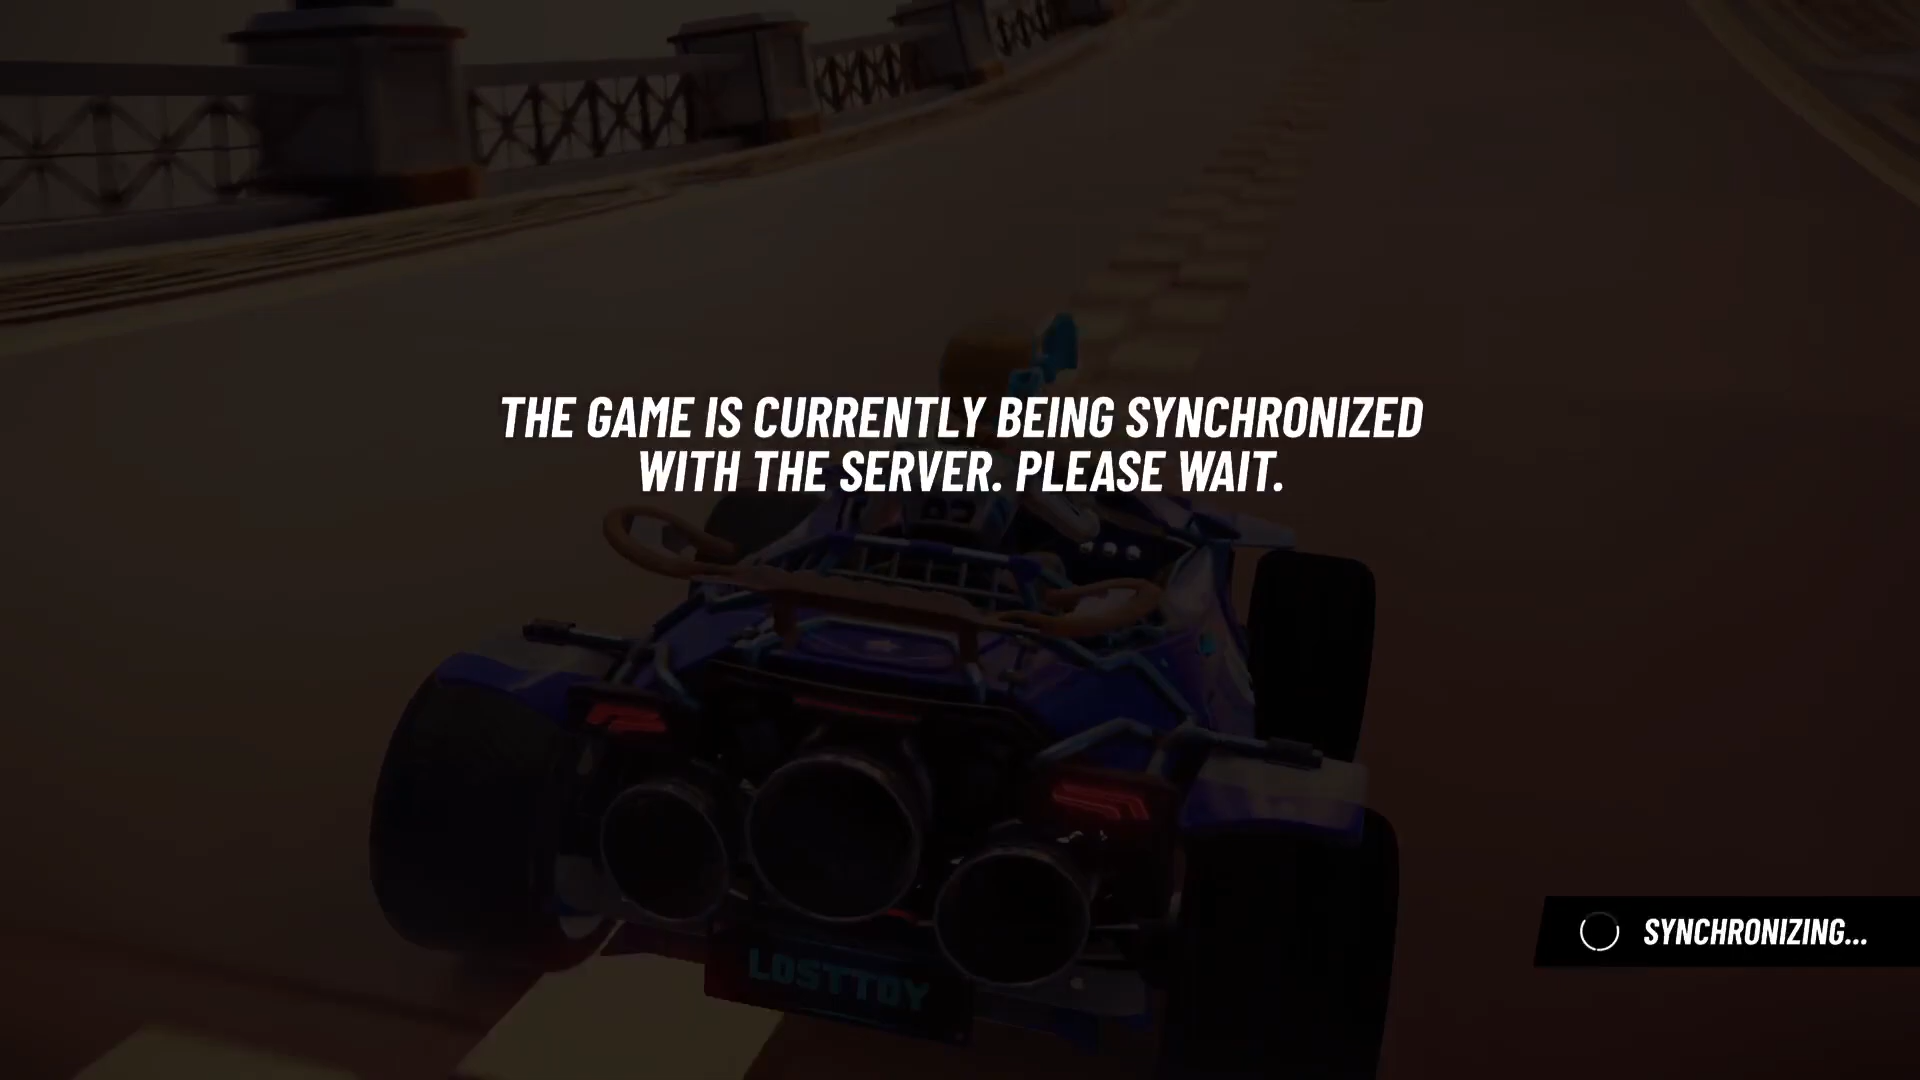 THE GAME IS CURRENTLY BEING SYNCHRONIZED
WITH THE SERVER. PLEASE WAIT.
SYNCHRONIZING...
LOSTTOY